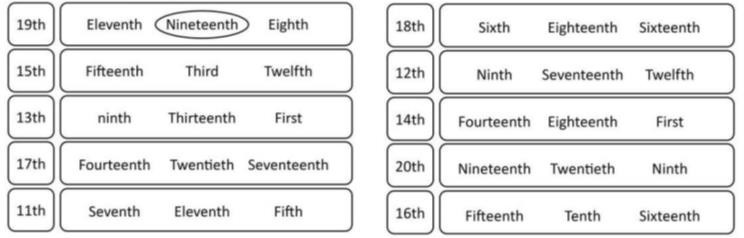 19th Eleventh Nineteenth Eighth
15th Fifteenth Third Twelfth
13th ninth Thirteenth First
17th Fourteenth Twentieth Seventeenth
11th Seventh Eleventh Fifth
18th Sixth Eighteenth Sixteenth
12th Ninth Seventeenth Twelfth
14th Fourteenth Eighteenth First
20th Nineteenth Twentieth Ninth
16th Fifteenth Tenth Sixteenth